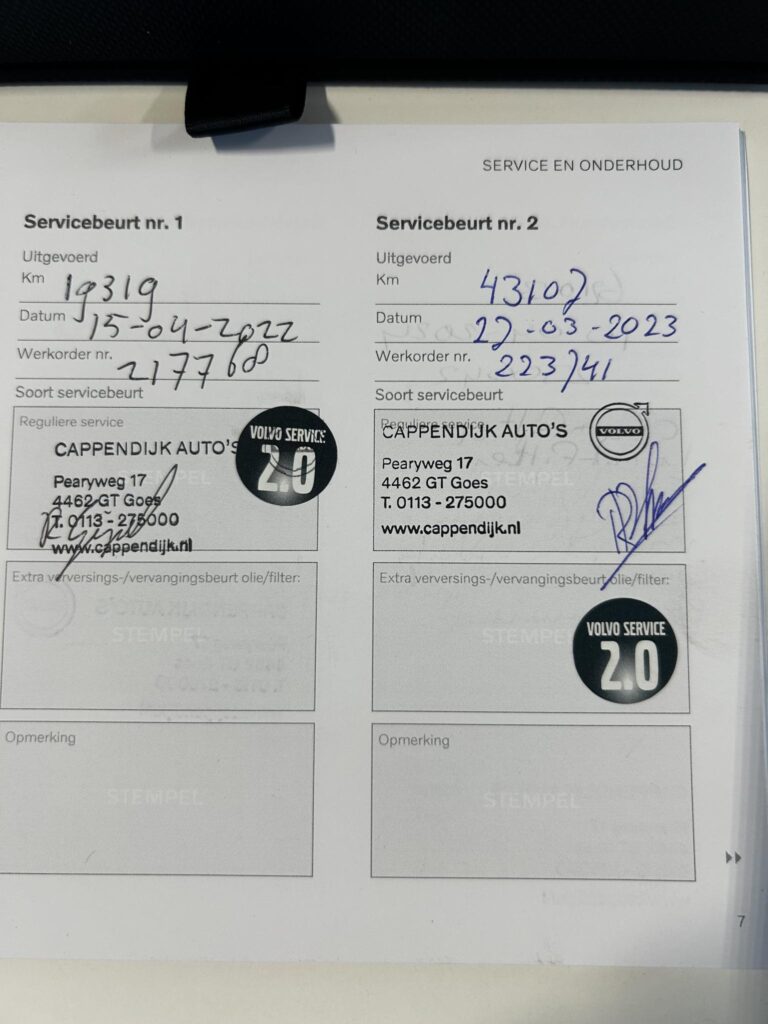 SERVICE EN ONDERHOUD
Servicebeurt nr. 1
Uitgevoerd
Km 19319
Datum 15-04-2022
Werkorder nr. 2177608
Soort servicebeurt
Reguliere service
CAPPENDIJK AUTO'S
Pearyweg 17
4462 GT Goes
T. 0113 - 275000
www.cappendijk.nl
VOLVO SERVICE
2.0
Extra verversings-/vervangingsbeurt olie/filter:
STEMPEL
Opmerking
STEMPEL
Servicebeurt nr. 2
Uitgevoerd
Km 43107
Datum 27-03-2023
Werkorder nr. 223741
Soort servicebeurt
Reguliere service
CAPPENDIJK AUTO'S
VOLVO
Pearyweg 17
4462 GT Goes
T. 0113 - 275000
www.cappendijk.nl
Extra verversings-/vervangingsbeurt olie/filter:
STEMPEL
VOLVO SERVICE
2.0
Opmerking
STEMPEL
7